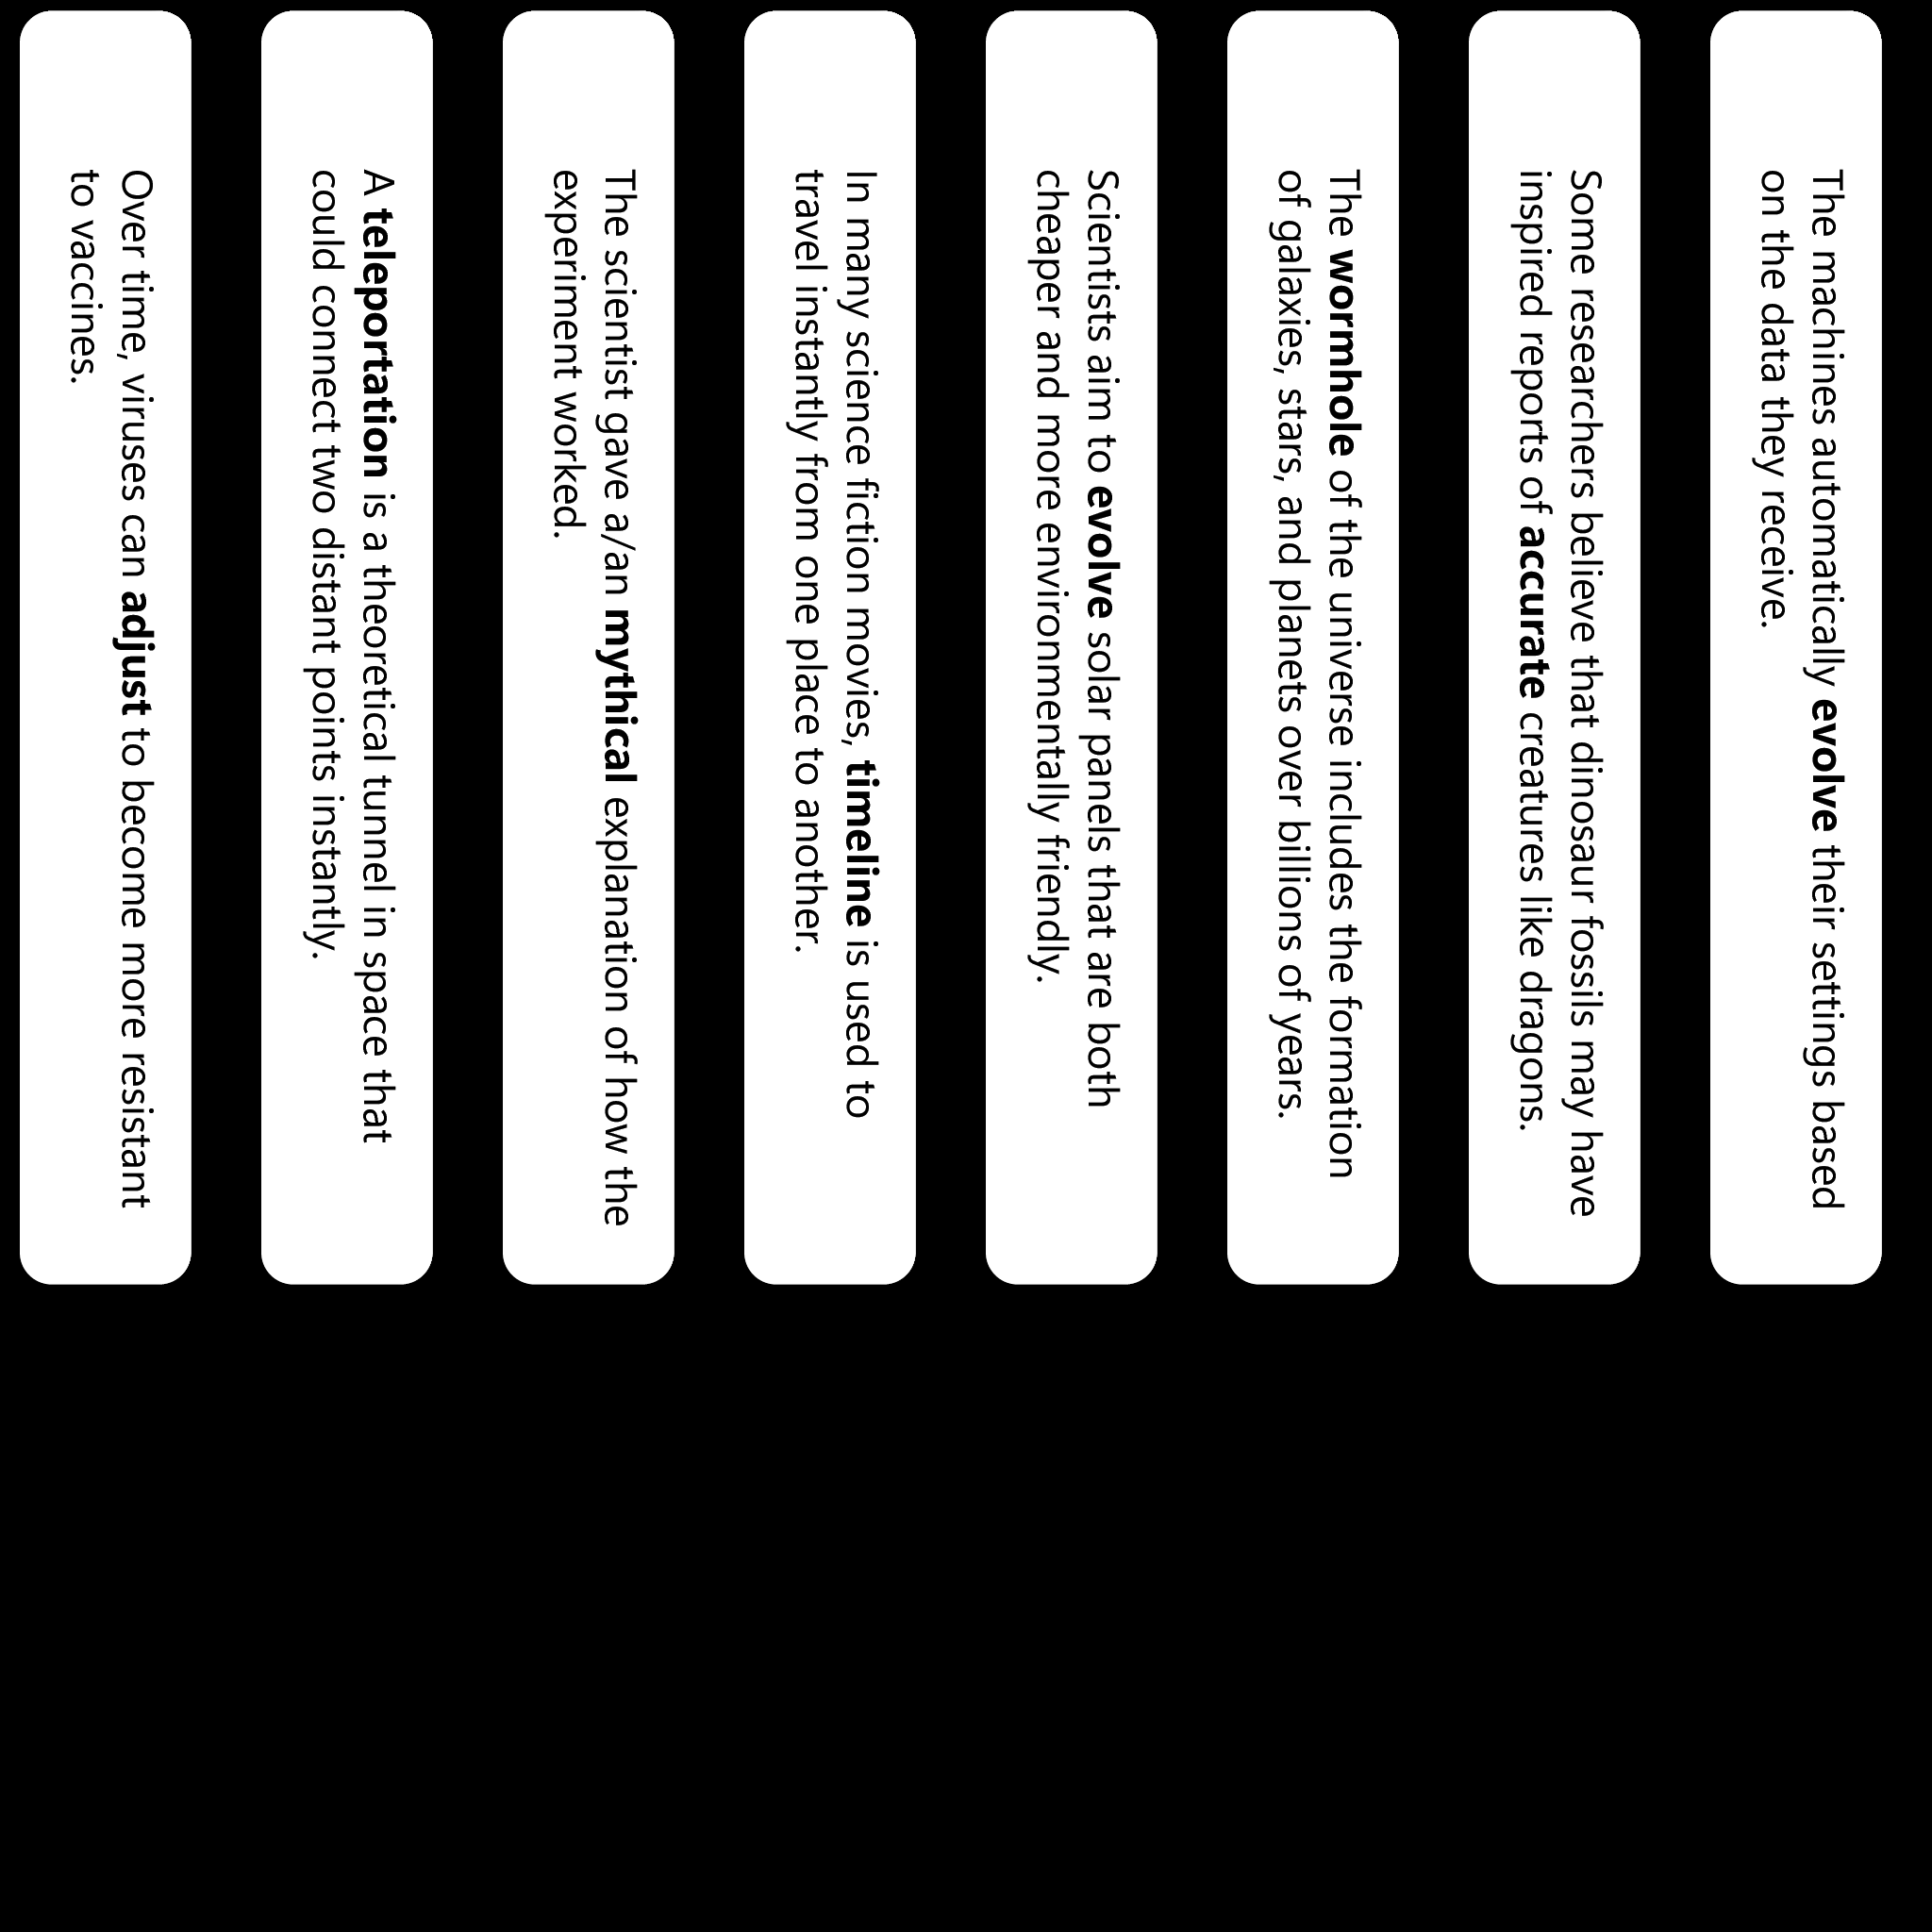 The machines automatically evolve their settings based
on the data they receive.
Some researchers believe that dinosaur fossils may have
inspired reports of accurate creatures like dragons.
The wormhole of the universe includes the formation
of galaxies, stars, and planets over billions of years.
Scientists aim to evolve solar panels that are both
cheaper and more environmentally friendly.
In many science fiction movies, timeline is used to
travel instantly from one place to another.
The scientist gave a/an mythical explanation of how the
experiment worked.
A teleportation is a theoretical tunnel in space that
could connect two distant points instantly.
Over time, viruses can adjust to become more resistant
to vaccines.